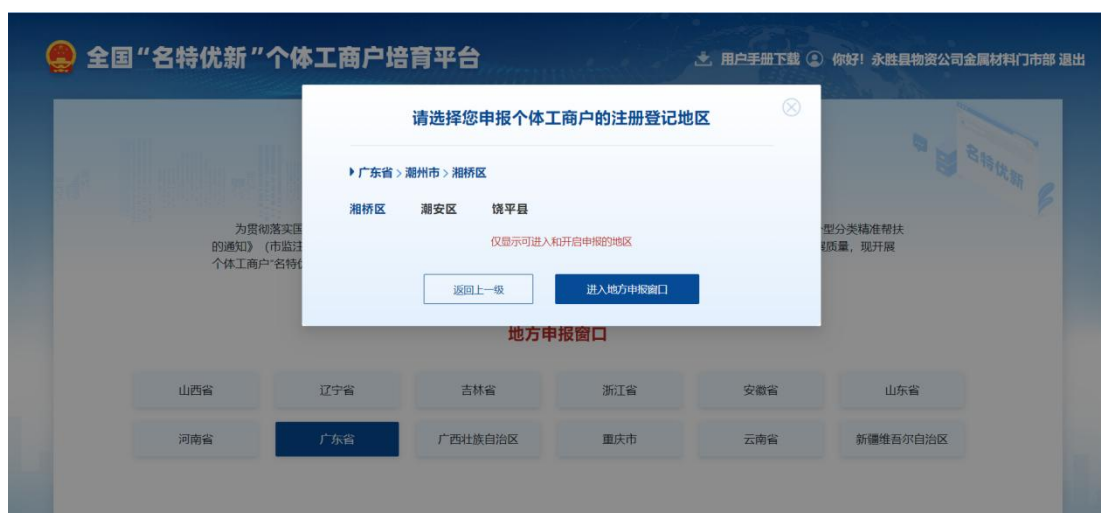 全国“名特优新”个体工商户培育平台
用户手册下载 你好！永胜县物资公司金属材料门市部 退出
请选择您申报个体工商户的注册登记地区
名特优新
广东省 > 潮州市 > 湘桥区
湘桥区 潮安区 饶平县
仅显示可进入和开启申报的地区
为贯彻落实国 型分类精准帮扶
的通知》（市监注 展质量，现开展
个体工商户“名特优
返回上一级 进入地方申报窗口
地方申报窗口
山西省 辽宁省 吉林省 浙江省 安徽省 山东省
河南省 广东省 广西壮族自治区 重庆市 云南省 新疆维吾尔自治区